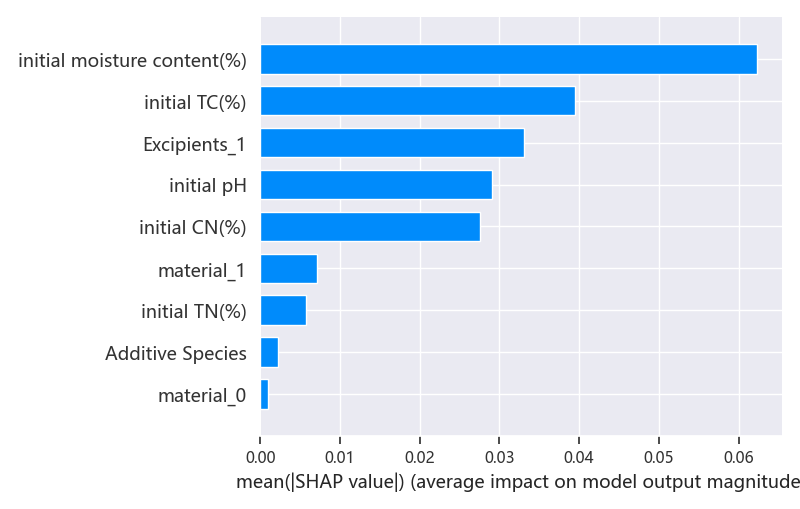 initial moisture content(%)
initial TC(%)
Excipients_1
initial pH
initial CN(%)
material_1
initial TN(%)
Additive Species
material_0
0.00 0.01 0.02 0.03 0.04 0.05 0.06
mean(|SHAP value|) (average impact on model output magnitude